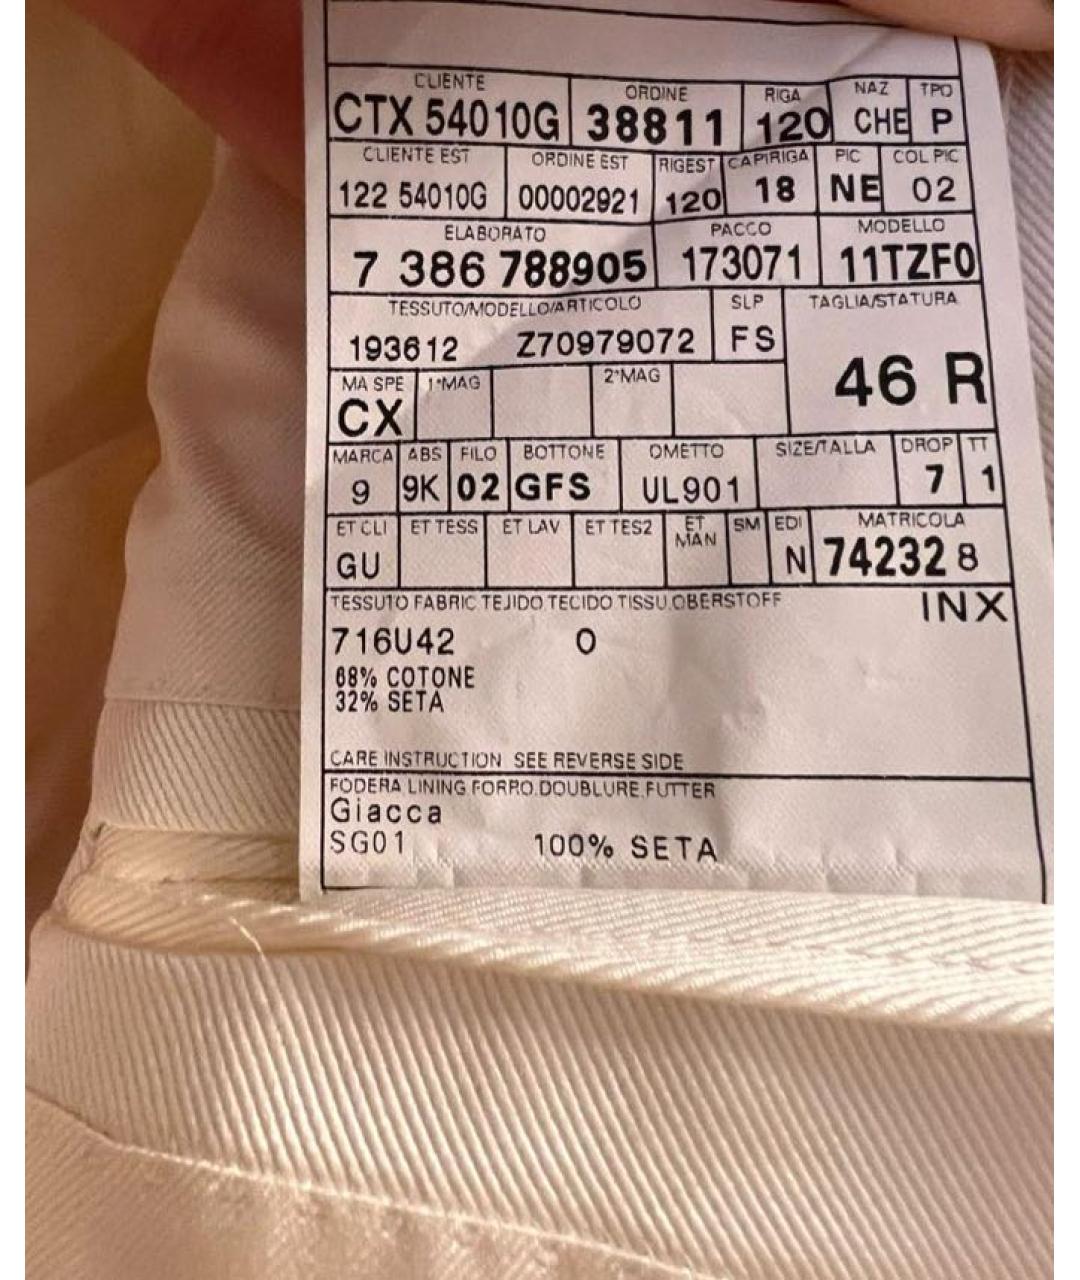 CLIENTE ORDINE RIGA NAZ TPO
CTX 54010G 38811 120 CHE P
CLIENTE EST ORDINE EST RIGEST CAPIRIGA PIC COL PIC
122 54010G 00002921 120 18 NE 02
ELABORATO PACCO MODELLO
7 386 788905 173071 11TZF0
TESSUTO/MODELLO/ARTICOLO SLP TAGLIA/STATURA
193612 Z70979072 FS 46 R
MA SPE 1°MAG 2°MAG
CX
MARCA ABS FILO BOTTONE OMETTO SIZE/TALLA DROP TT
9 9K 02 GFS UL901 7 1
ET CLI ET TESS ET LAV ET TES2 ET MAN SM EDI MATRICOLA
GU N 74232 8
TESSUTO FABRIC TEJIDO TECIDO TISSU OBERSTOFF INX
716U42 0
68% COTONE
32% SETA
CARE INSTRUCTION SEE REVERSE SIDE
FODERA LINING FORRO DOUBLURE FUTTER
Giacca
SG01 100% SETA